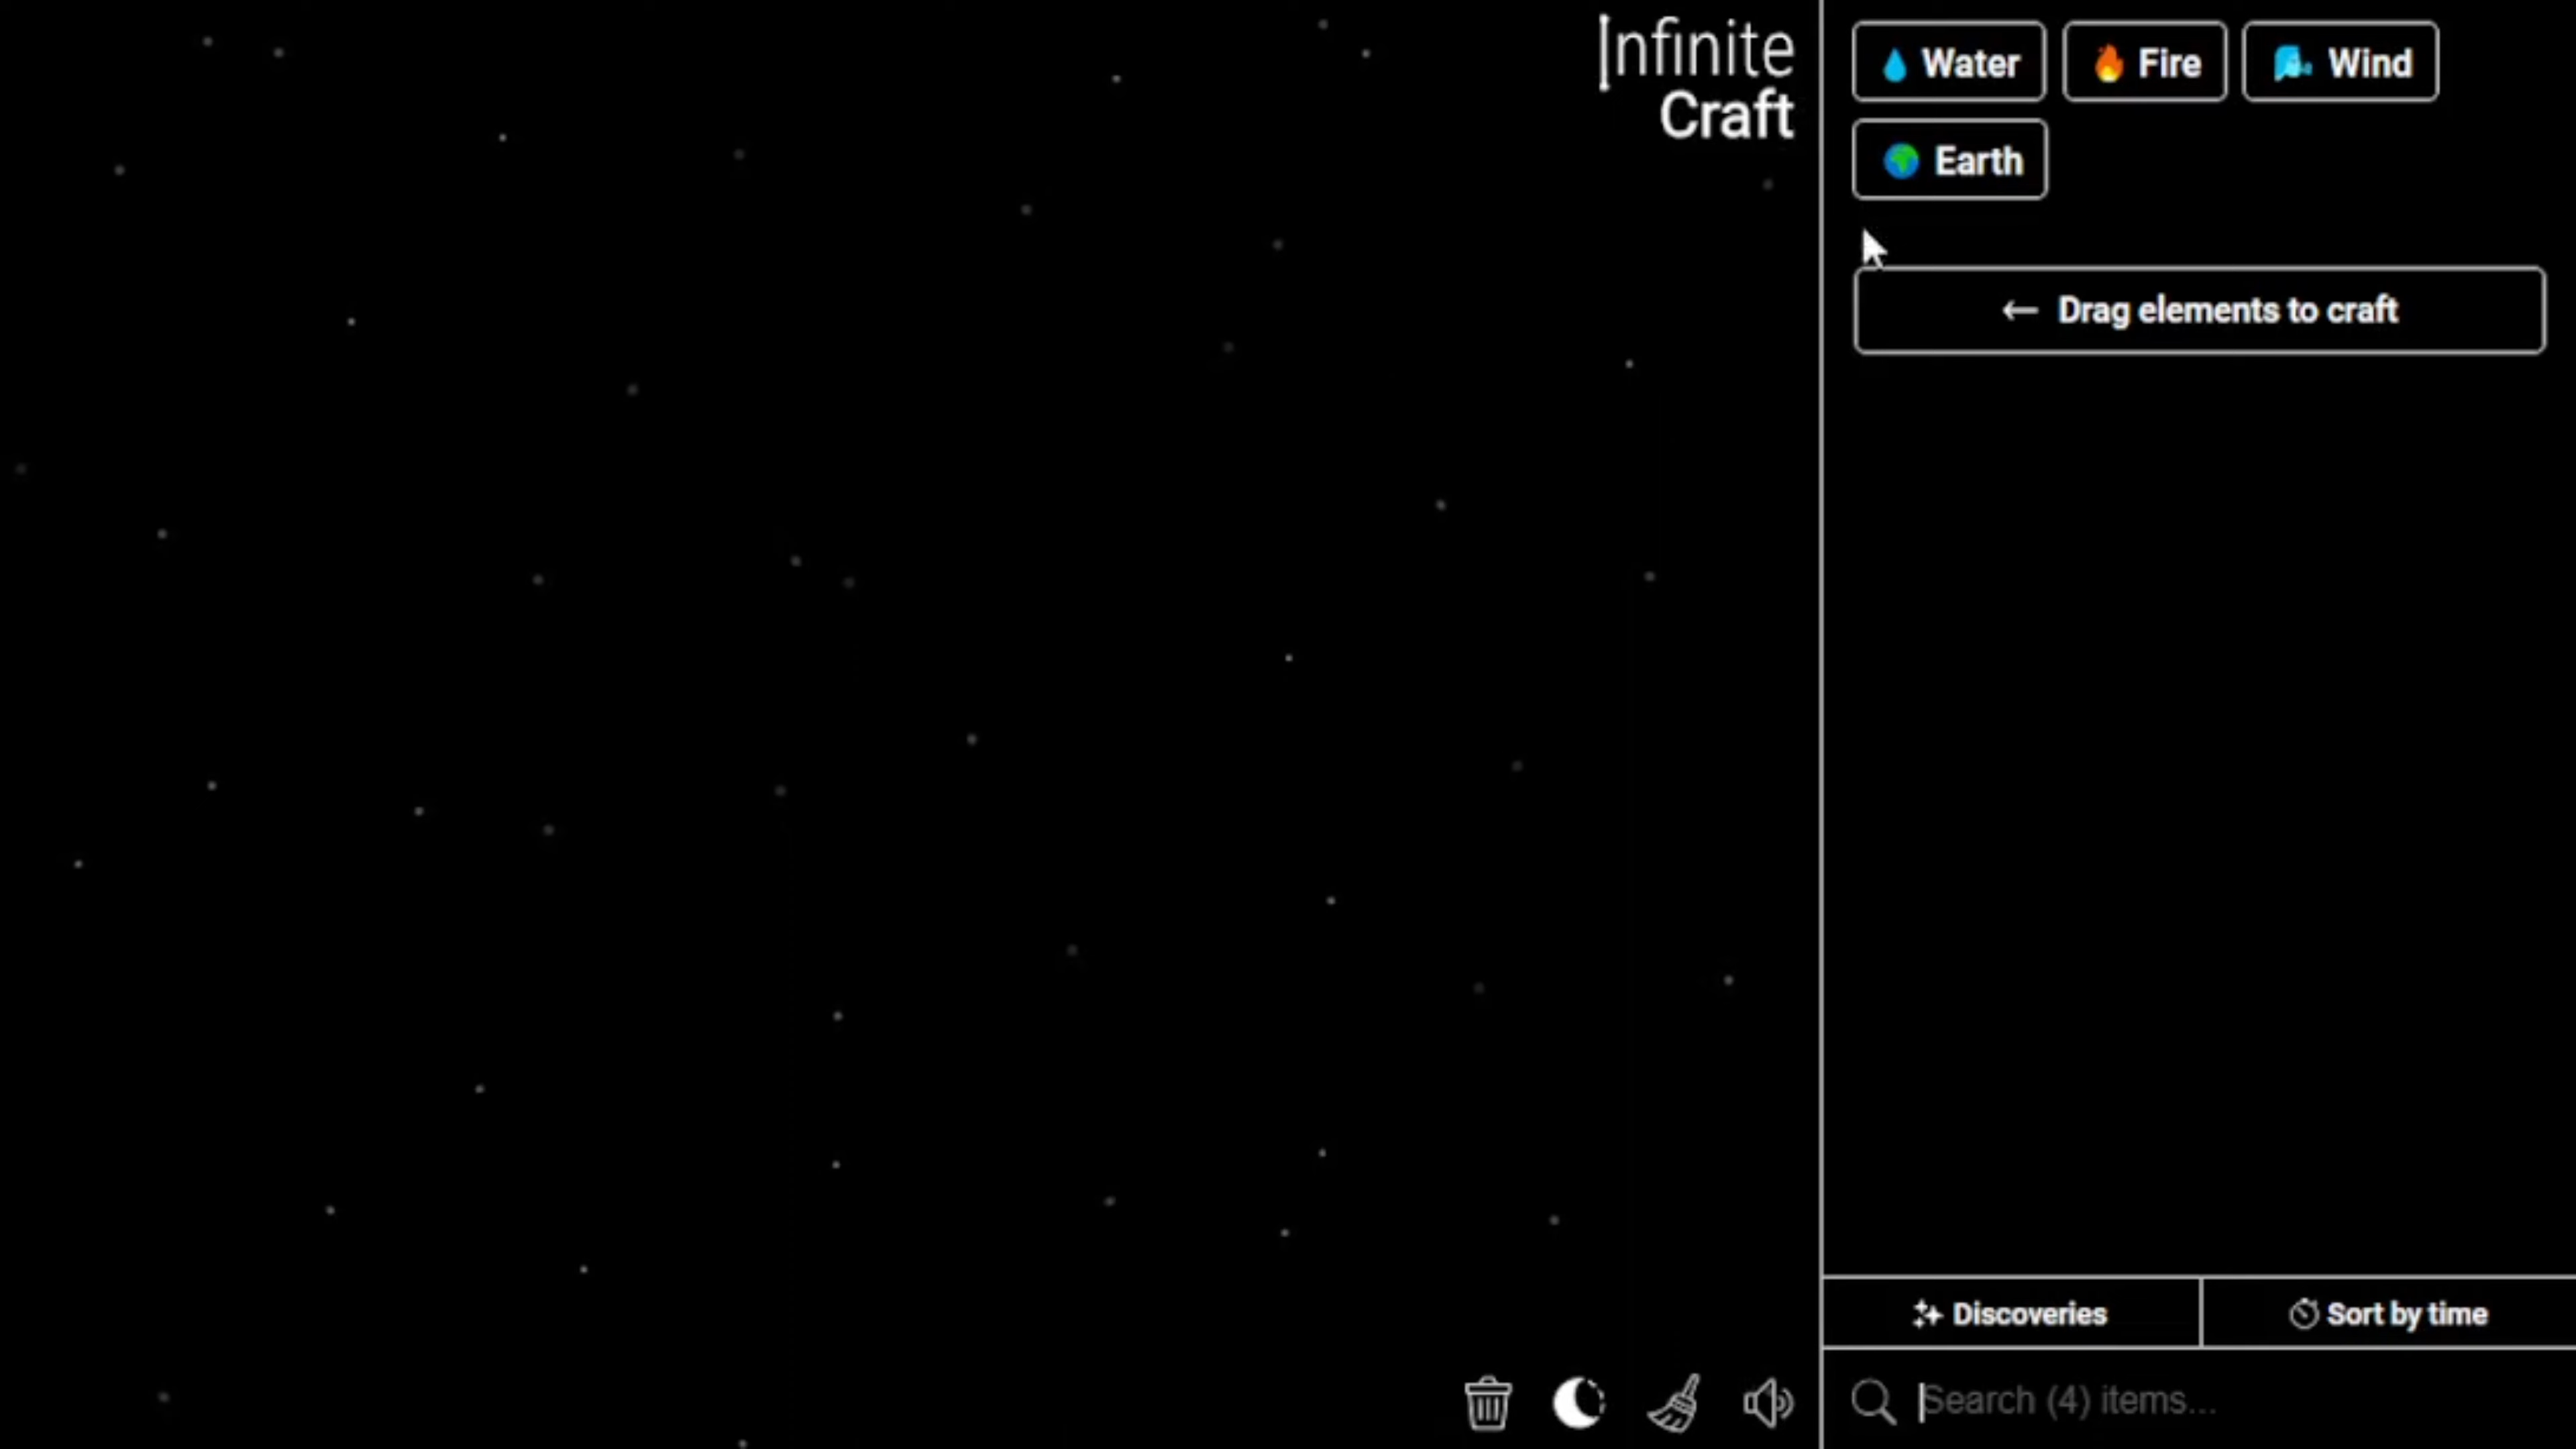 Infinite
Craft
Water
Fire
Wind
Earth
← Drag elements to craft
Discoveries
Sort by time
Search (4) items...